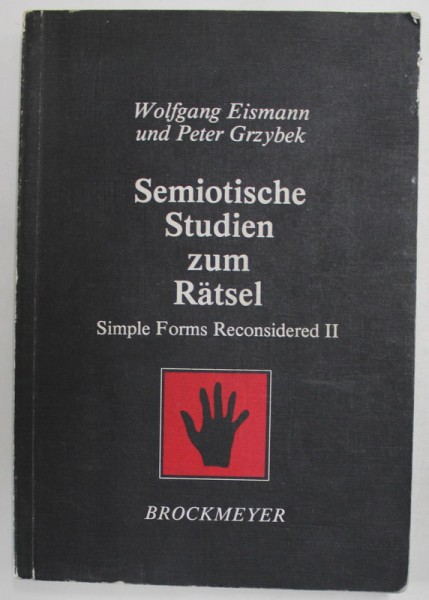 Wolfgang Eismann
und Peter Grzybek
Semiotische
Studien
zum
Rätsel
Simple Forms Reconsidered II
BROCKMEYER